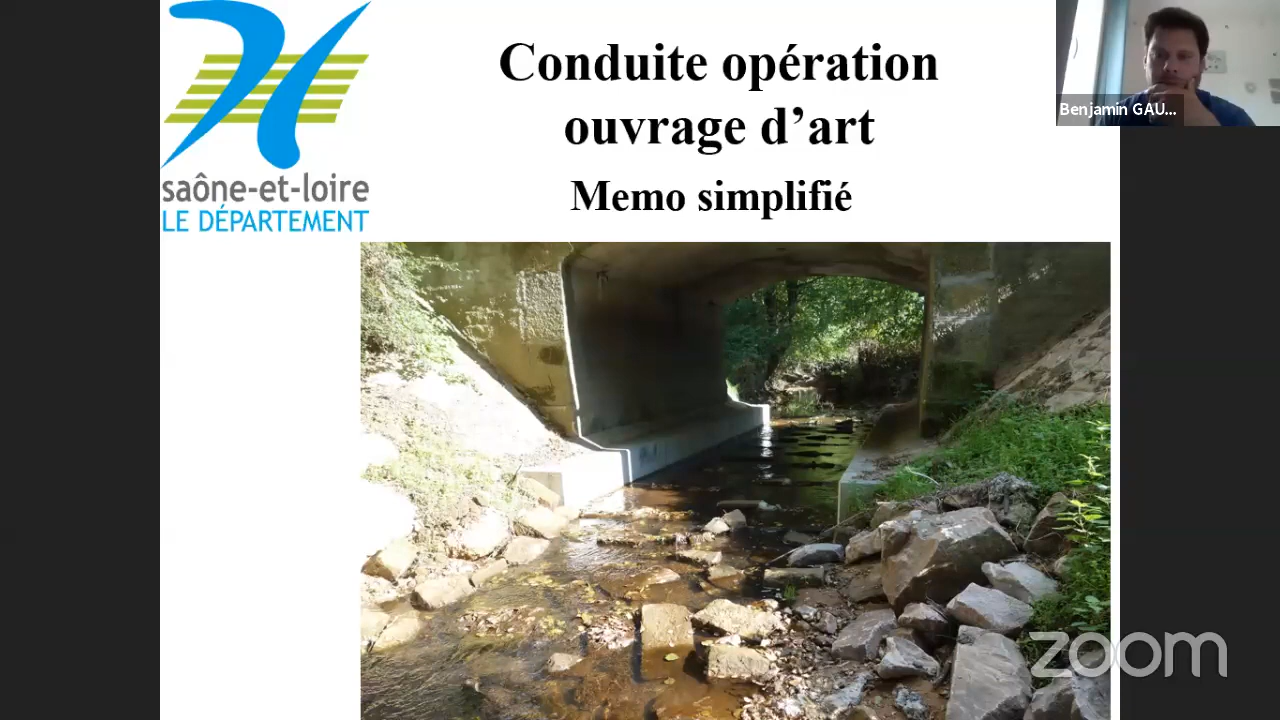 Conduite opération
ouvrage d’art
Memo simplifié
saône-et-loire
LE DÉPARTEMENT
Benjamin GAU...
zoom